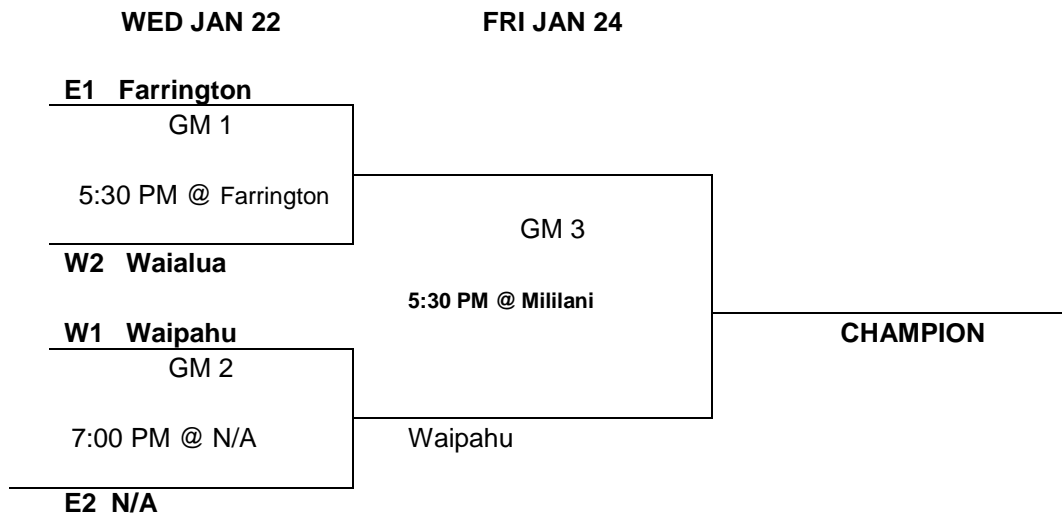 WED JAN 22 FRI JAN 24
E1 Farrington
GM 1
5:30 PM @ Farrington
GM 3
W2 Waialua
5:30 PM @ Mililani
W1 Waipahu CHAMPION
GM 2
7:00 PM @ N/A Waipahu
E2 N/A